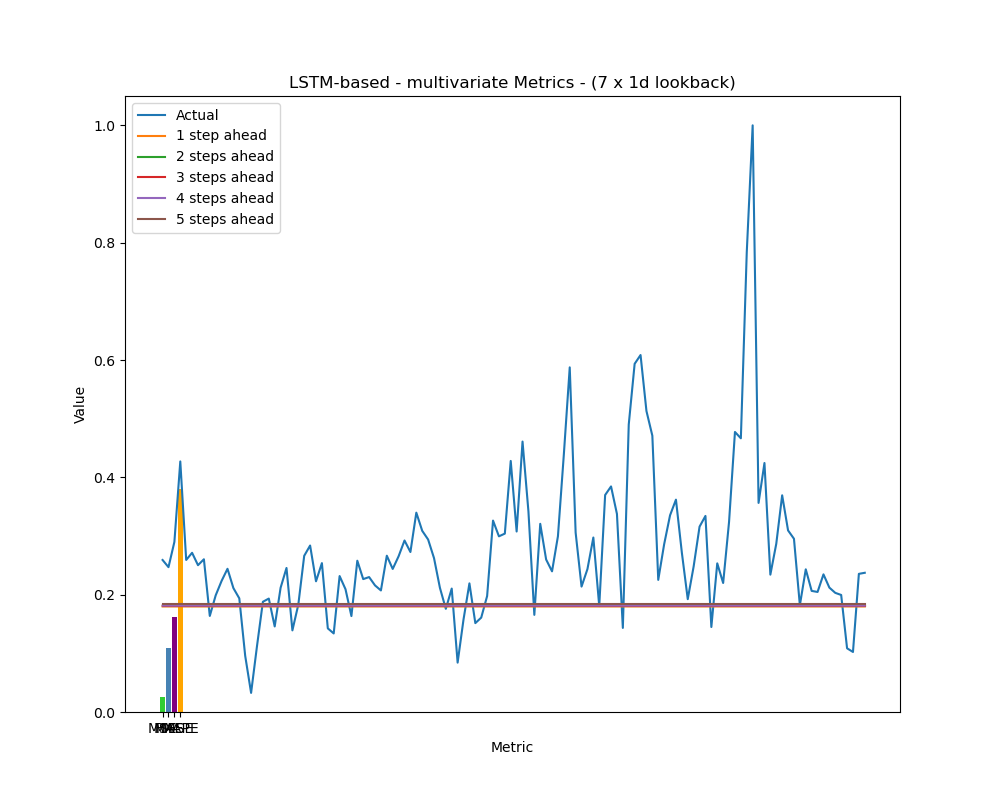 LSTM-based - multivariate Metrics - (7 x 1d lookback)
Actual
1 step ahead
2 steps ahead
3 steps ahead
4 steps ahead
5 steps ahead
1.0
0.8
0.6
0.4
0.2
0.0
Value
Metric